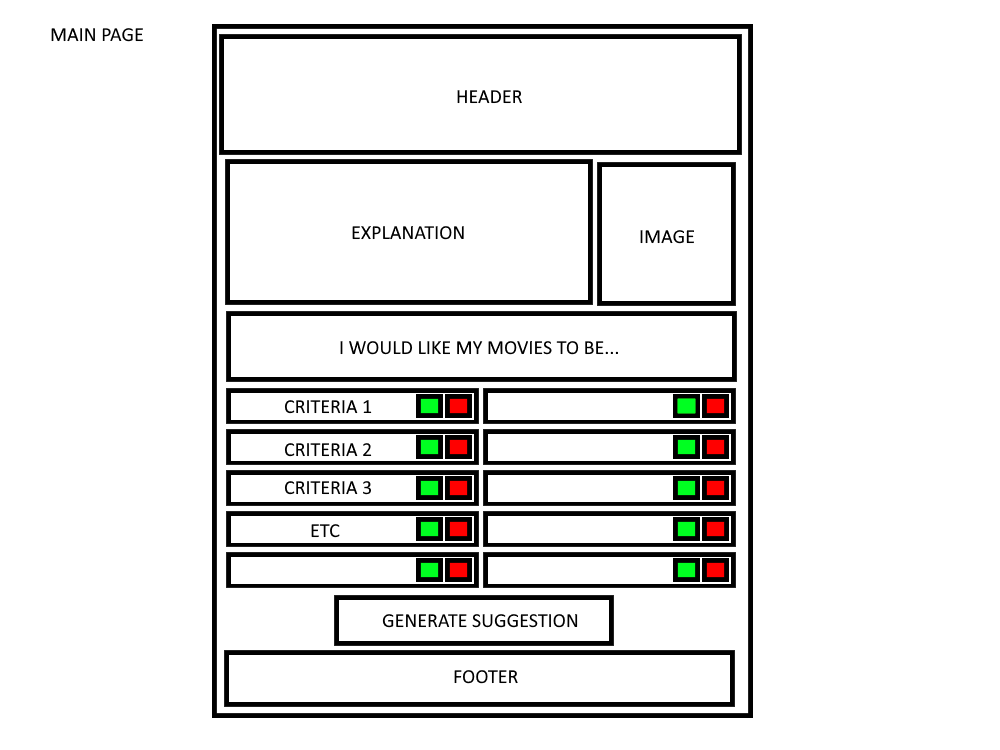 MAIN PAGE
HEADER
EXPLANATION
IMAGE
I WOULD LIKE MY MOVIES TO BE...
CRITERIA 1
CRITERIA 2
CRITERIA 3
ETC
GENERATE SUGGESTION
FOOTER